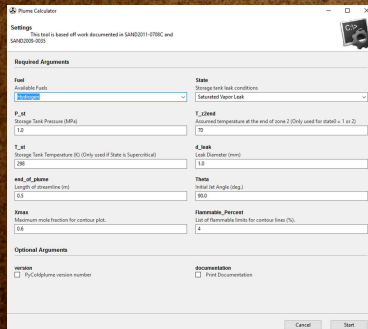 Plume Calculator
Settings
This tool is based off work documented in SAND2011-0708C and
SAND2009-0035
Required Arguments
Fuel
Available Fuels
Hydrogen
State
Storage tank leak conditions
Saturated Vapor Leak
P_st
Storage Tank Pressure (MPa)
1.0
T_z2end
Assumed temperature at the end of zone 2 (Only used for state0 = 1 or 2)
70
T_st
Storage Tank Temperature (K) (Only used if State is Supercritical)
298
d_leak
Leak Diameter (mm)
1.0
end_of_plume
Length of streamline (m)
0.5
Theta
Initial Jet Angle (deg.)
90.0
Xmax
Maximum mole fraction for contour plot.
0.6
Flammable_Percent
List of flammable limits for contour lines (%).
4
Optional Arguments
version
PyColdplume version number
documentation
Print Documentation
Cancel
Start